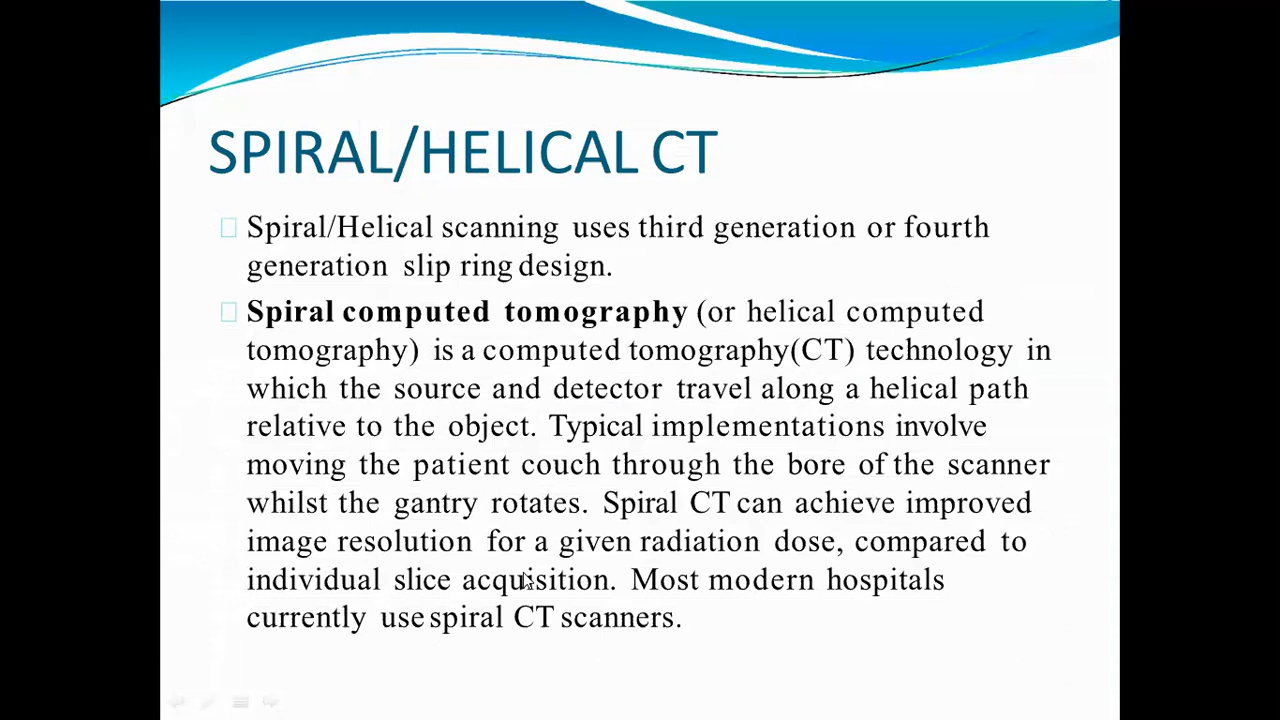 SPIRAL/HELICAL CT
Spiral/Helical scanning uses third generation or fourth
generation slip ring design.
Spiral computed tomography (or helical computed
tomography) is a computed tomography(CT) technology in
which the source and detector travel along a helical path
relative to the object. Typical implementations involve
moving the patient couch through the bore of the scanner
whilst the gantry rotates. Spiral CT can achieve improved
image resolution for a given radiation dose, compared to
individual slice acquisition. Most modern hospitals
currently use spiral CT scanners.